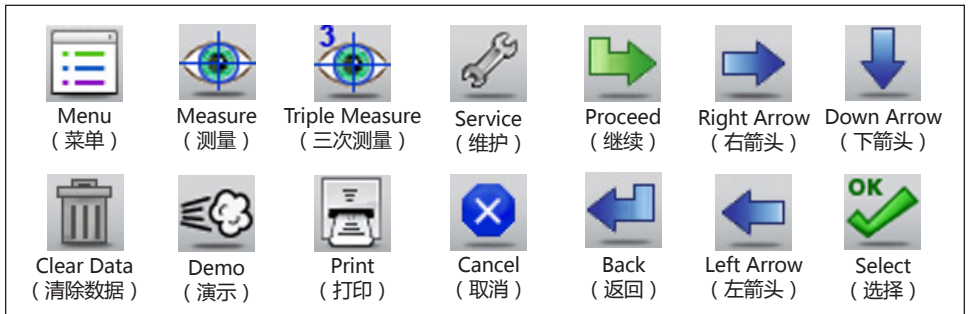 3
Menu
（菜单）
Measure
（测量）
Triple Measure
（三次测量）
Service
（维护）
Proceed
（继续）
Right Arrow
（右箭头）
Down Arrow
（下箭头）
Clear Data
（清除数据）
Demo
（演示）
Print
（打印）
Cancel
（取消）
Back
（返回）
Left Arrow
（左箭头）
OK
Select
（选择）